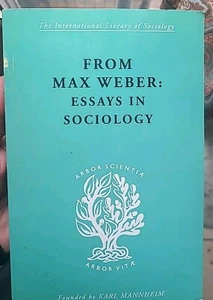 The International Library of Sociology
FROM
MAX WEBER:
ESSAYS IN
SOCIOLOGY
ARBOR SCIENTIÆ
ARBOR VITÆ
Founded by KARL MANNHEIM